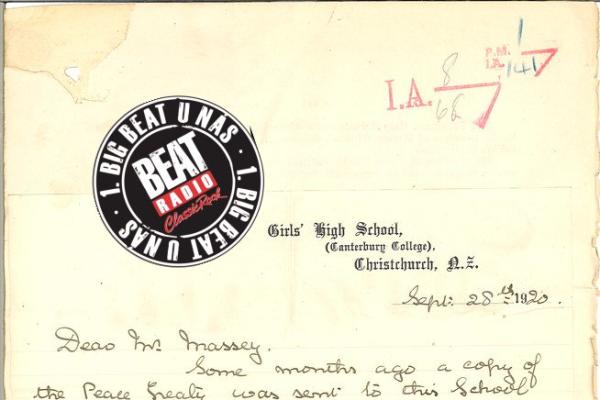 P.M.
I.A. 1/141
I.A. 8/68
1. BIG BEAT U NAS · 1. BIG BEAT U NAS ·
BEAT
RADIO
ClassicRock
Girls' High School,
(Canterbury College),
Christchurch, N.Z.
Sept: 28th 1920.
Dear Mr Massey.
Some months ago a copy of
the Peace Treaty was sent to this School